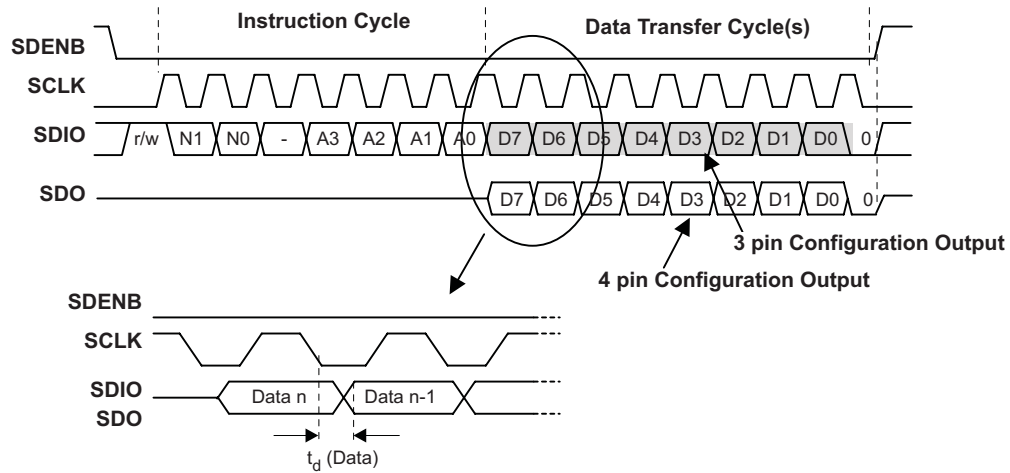 Instruction Cycle Data Transfer Cycle(s)
SDENB
SCLK
SDIO r/w N1 N0 - A3 A2 A1 A0 D7 D6 D5 D4 D3 D2 D1 D0 0
SDO D7 D6 D5 D4 D3 D2 D1 D0 0
3 pin Configuration Output
4 pin Configuration Output
SDENB
SCLK
SDIO Data n Data n-1
SDO
td (Data)